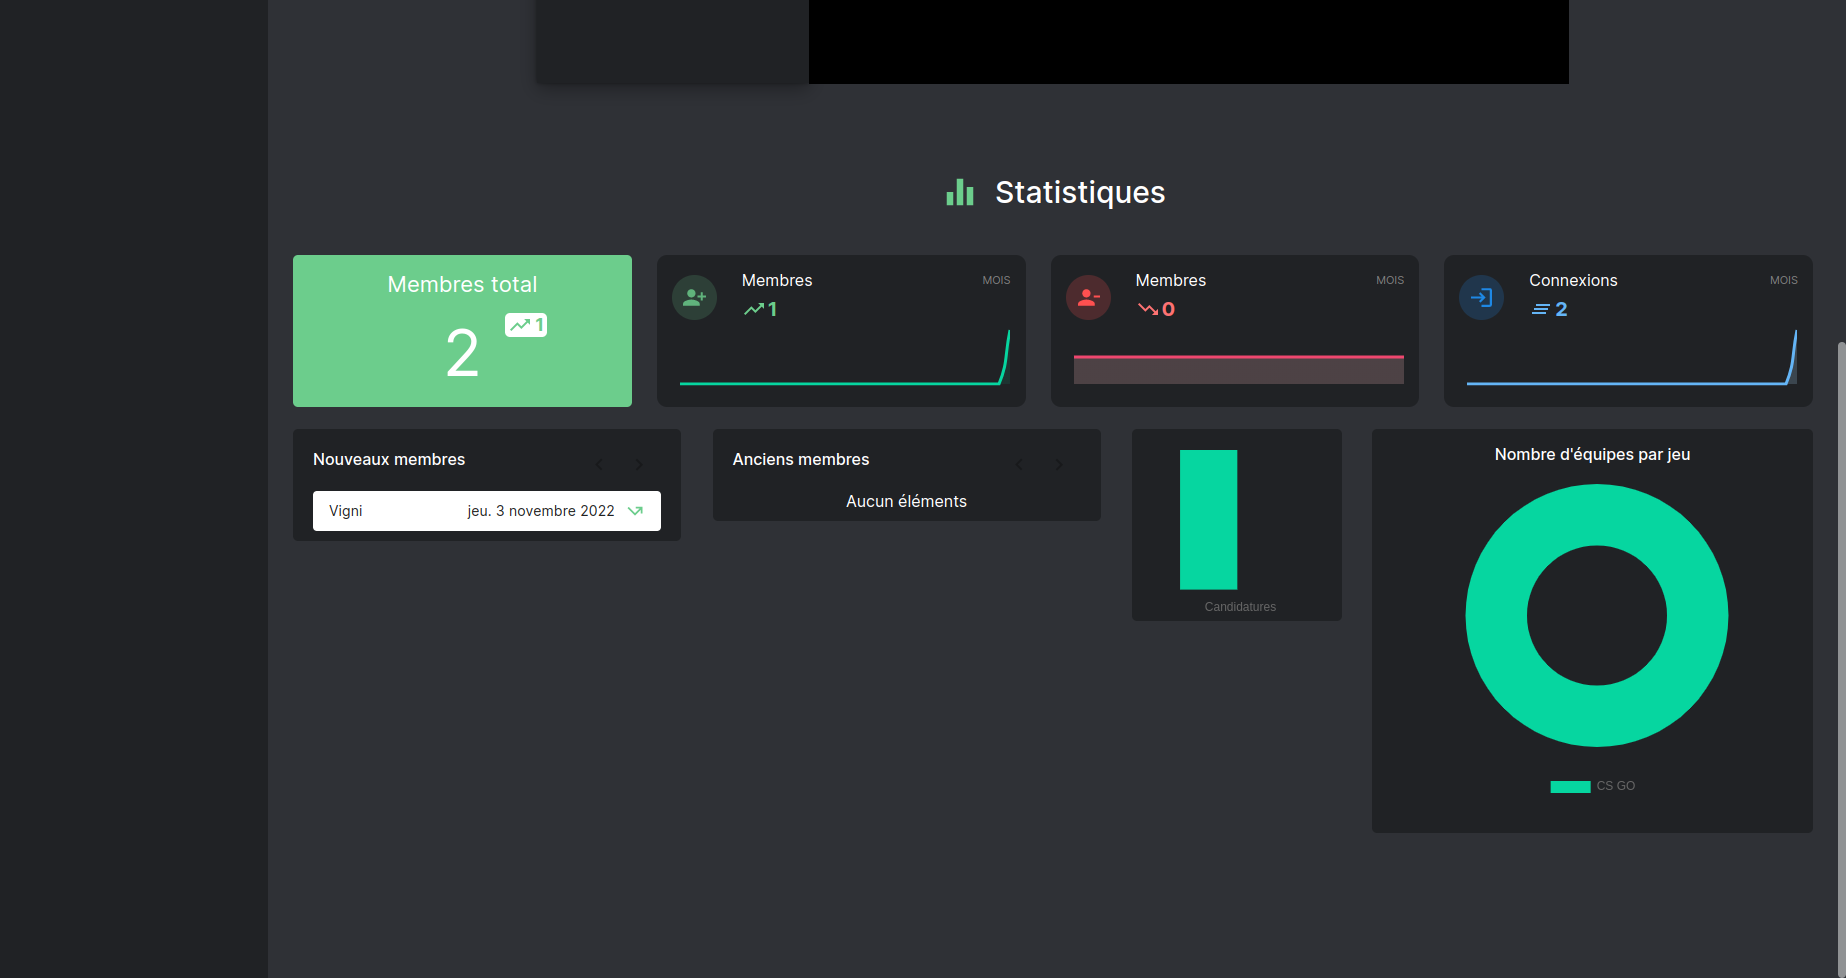 Statistiques
Membres total
2
1
Membres
MOIS
1
Membres
MOIS
0
Connexions
MOIS
2
Nouveaux membres
Vigni jeu. 3 novembre 2022
Anciens membres
Aucun éléments
Candidatures
Nombre d'équipes par jeu
CS GO